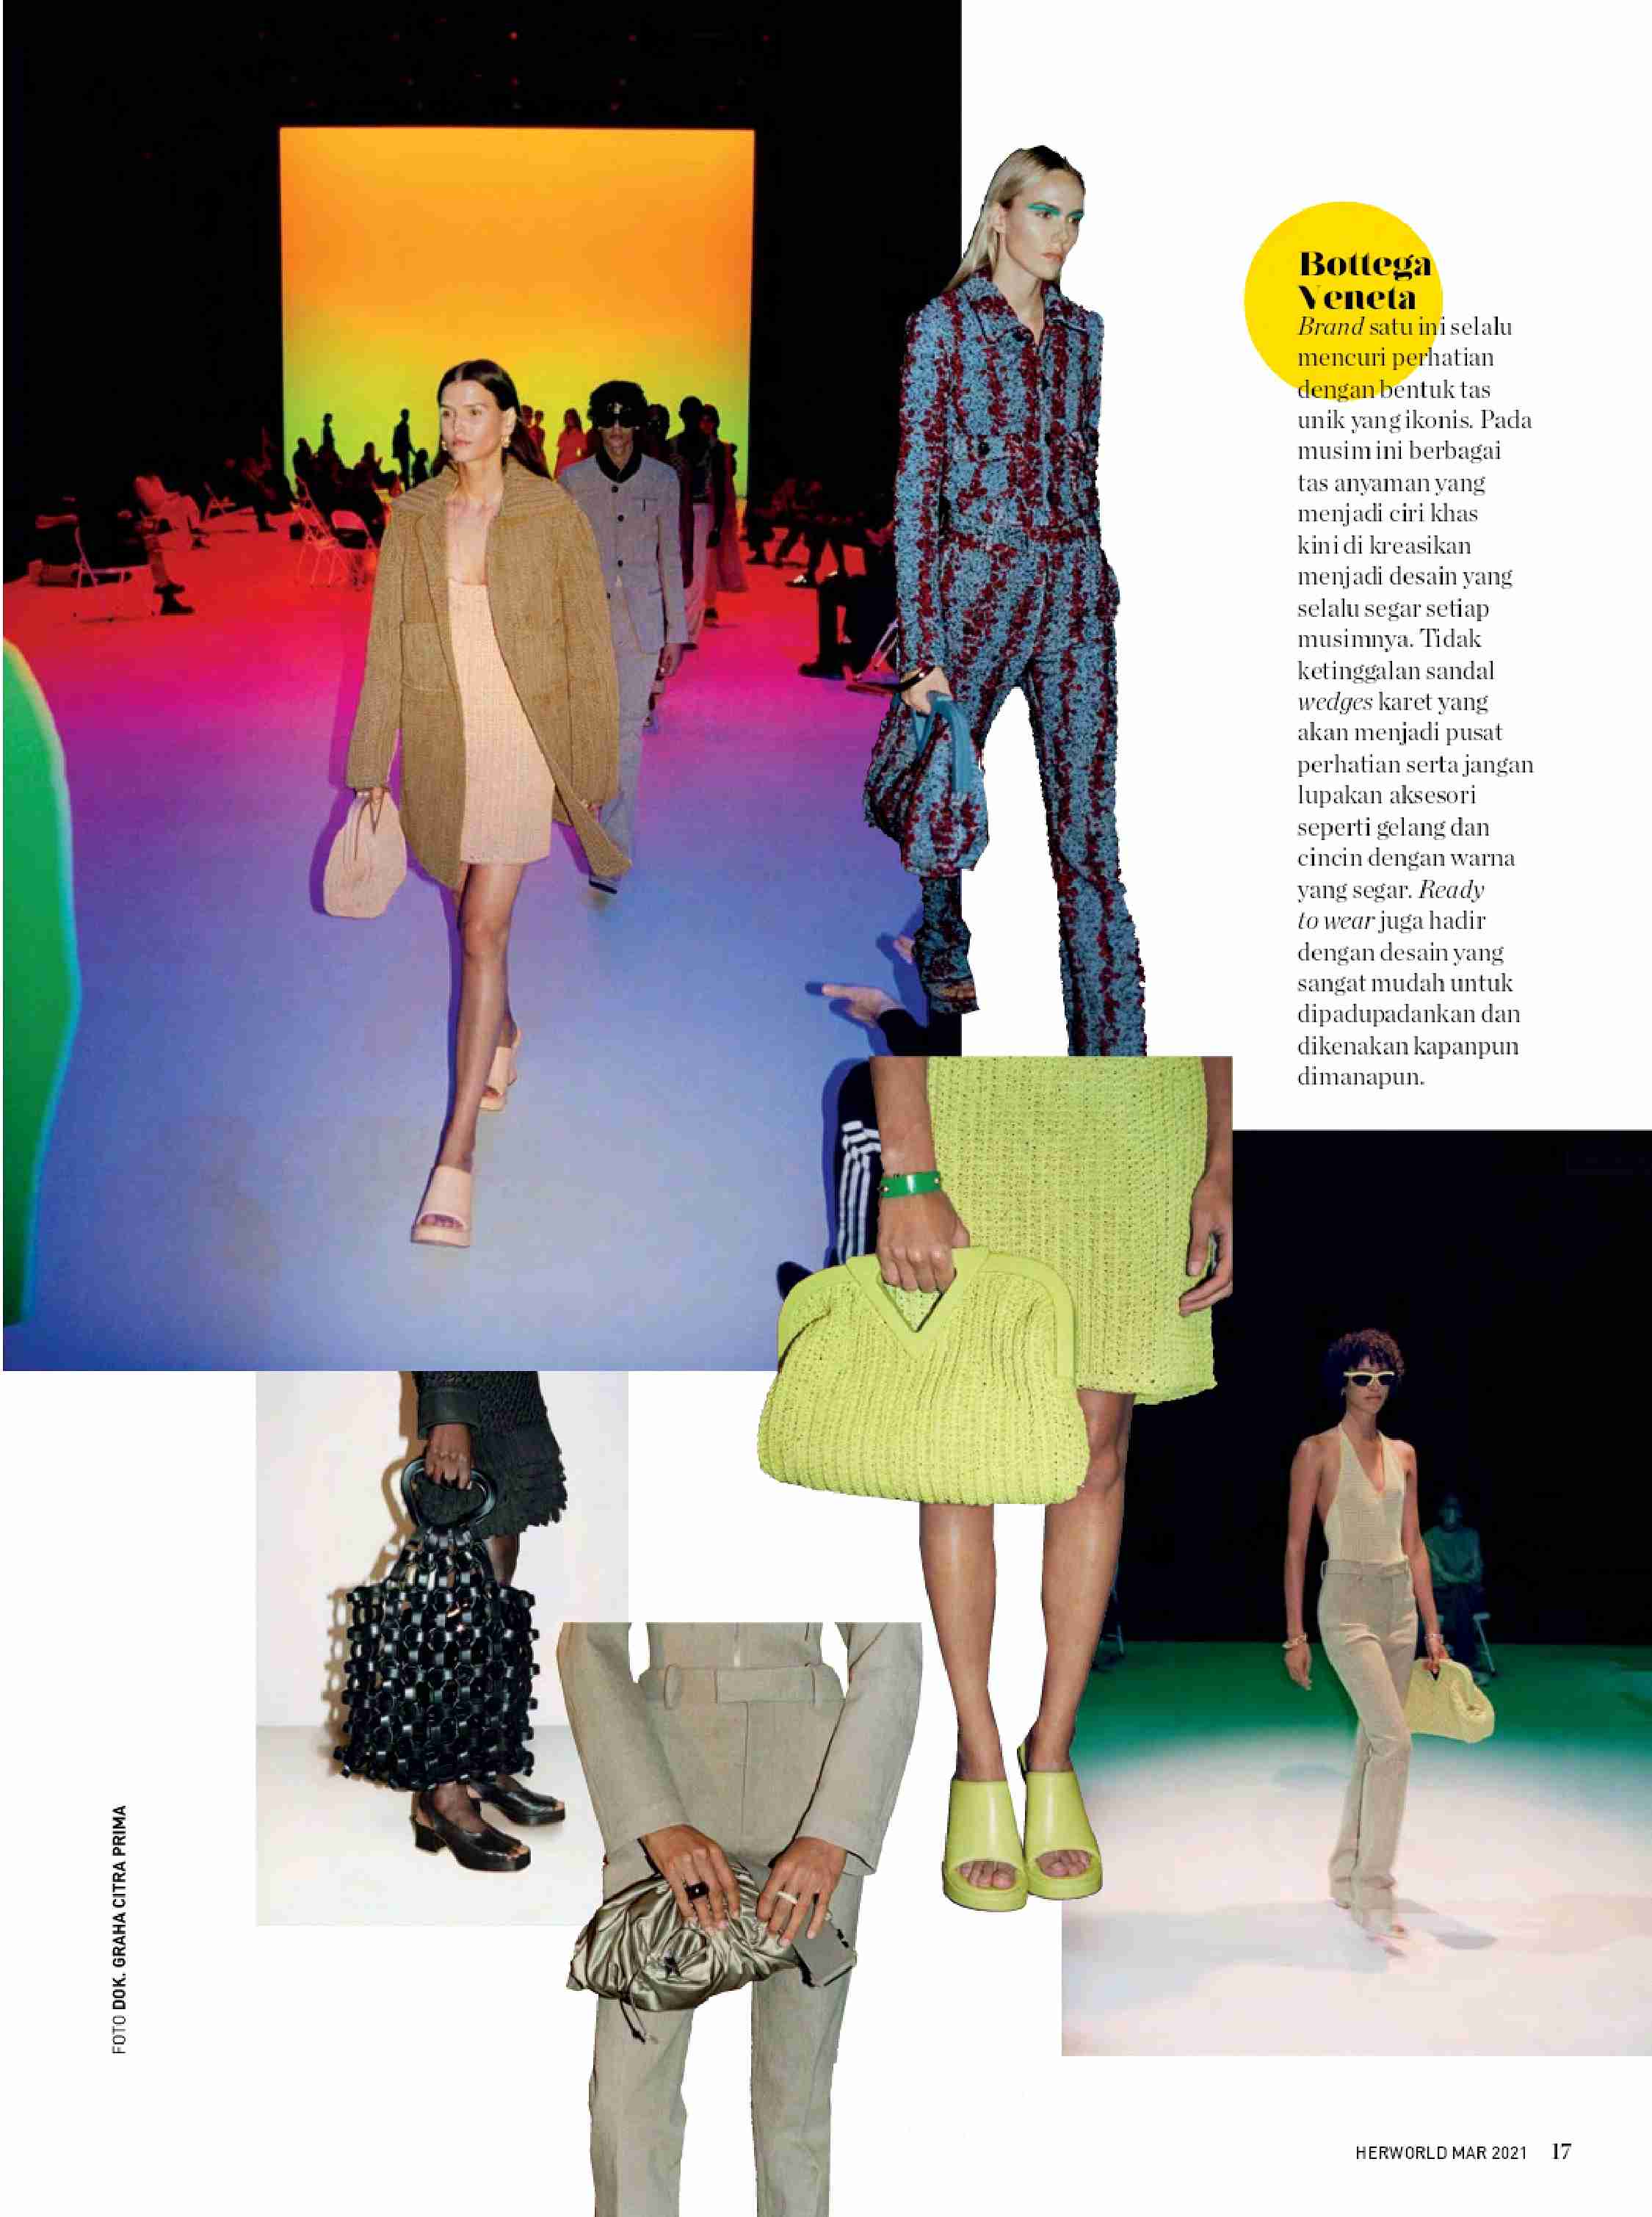 Bottega
Veneta
Brand satu ini selalu
mencuri perhatian
dengan bentuk tas
unik yang ikonis. Pada
musim ini berbagai
tas anyaman yang
menjadi ciri khas
kini di kreasikan
menjadi desain yang
selalu segar setiap
musimnya. Tidak
ketinggalan sandal
wedges karet yang
akan menjadi pusat
perhatian serta jangan
lupakan aksesori
seperti gelang dan
cincin dengan warna
yang segar. Ready
to wear juga hadir
dengan desain yang
sangat mudah untuk
dipadupadankan dan
dikenakan kapanpun
dimanapun.
FOTO DOK. GRAHA CITRA PRIMA
HERWORLD MAR 2021 17